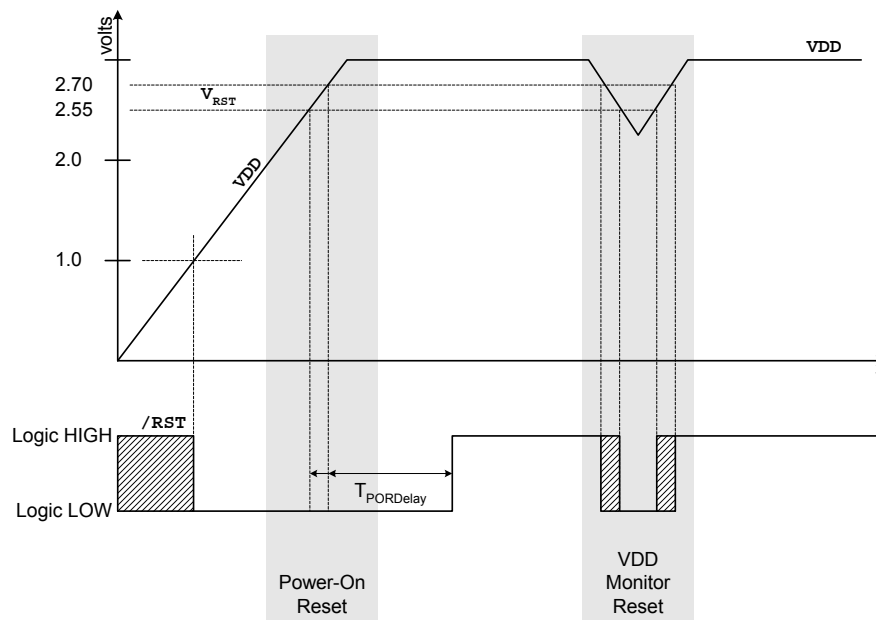 volts
VDD
2.70
V_RST
2.55
2.0
VDD
1.0
/RST
Logic HIGH
T_PORDelay
Logic LOW
Power-On
Reset
VDD
Monitor
Reset